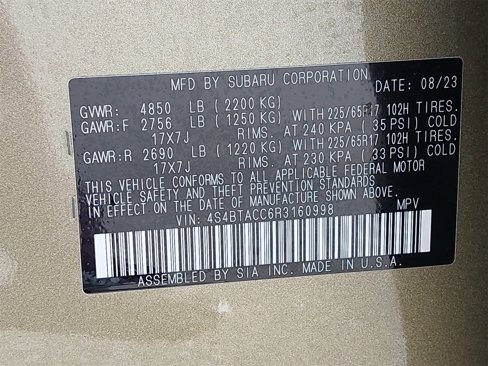 MFD BY SUBARU CORPORATION DATE: 08/23
GVWR: 4850 LB (2200 KG)
GAWR:F 2756 LB (1250 KG) WITH 225/65R17 102H TIRES.
17X7J RIMS. AT 240 KPA (35 PSI) COLD
GAWR:R 2690 LB (1220 KG) WITH 225/65R17 102H TIRES.
17X7J RIMS. AT 230 KPA (33 PSI) COLD
THIS VEHICLE CONFORMS TO ALL APPLICABLE FEDERAL MOTOR
VEHICLE SAFETY AND THEFT PREVENTION STANDARDS
IN EFFECT ON THE DATE OF MANUFACTURE SHOWN ABOVE.
VIN: 4S4BTACC6R3160998 MPV
ASSEMBLED BY SIA INC. MADE IN U.S.A.